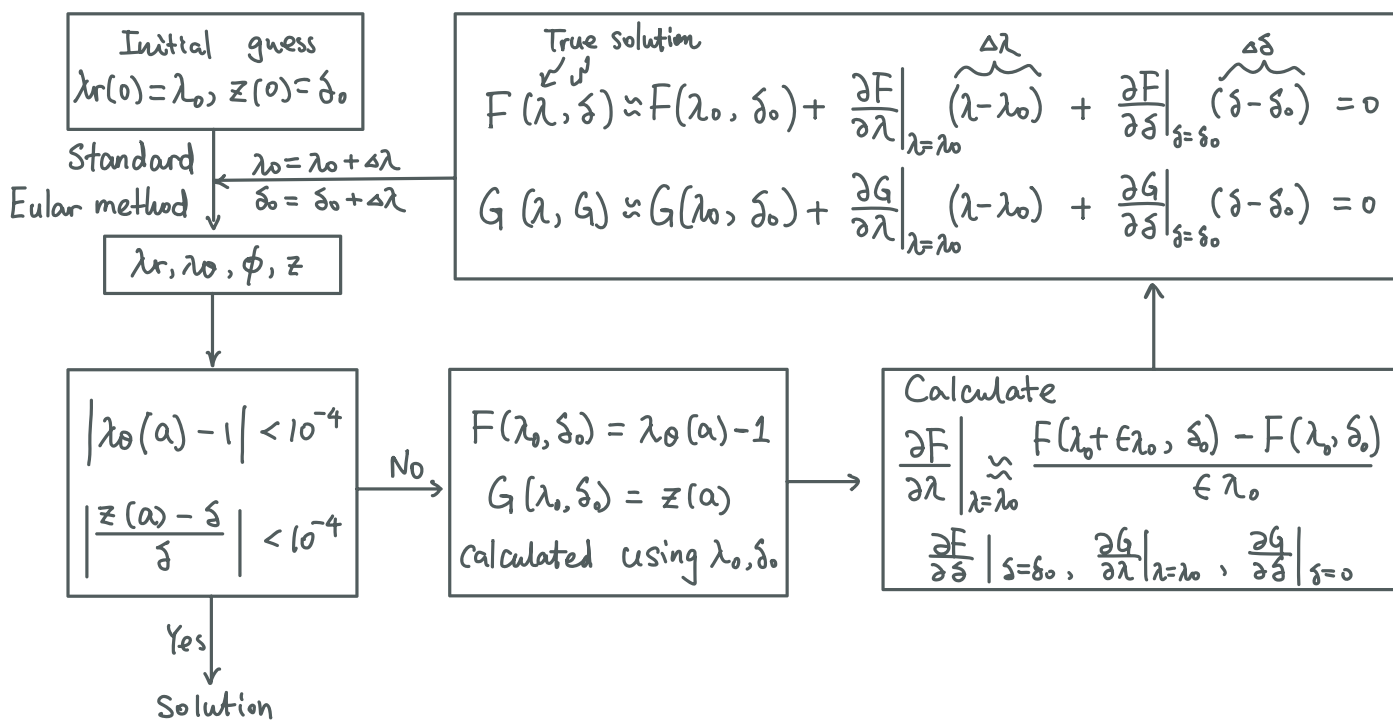 Initial guess
λr(0)=λ₀, z(0)=δ₀
Standard
Eular method
λ₀=λ₀+Δλ
δ₀=δ₀+Δλ
λr, λθ, ϕ, z
|λθ(a)-1|<10⁻⁴
|(z(a)-δ)/δ|<10⁻⁴
Yes
Solution
No
F(λ₀,δ₀)=λθ(a)-1
G(λ₀,δ₀)=z(a)
Calculated using λ₀,δ₀
Calculate
∂F/∂λ|λ=λ₀ ≈ (F(λ₀+ϵλ₀, δ₀)-F(λ₀,δ₀))/(ϵλ₀)
∂F/∂δ|δ=δ₀, ∂G/∂λ|λ=λ₀, ∂G/∂δ|δ=0
True solution
Δλ Δδ
F(λ,δ)≈F(λ₀,δ₀)+ ∂F/∂λ|λ=λ₀ (λ-λ₀) + ∂F/∂δ|δ=δ₀ (δ-δ₀) =0
G(λ,G)≈G(λ₀,δ₀)+ ∂G/∂λ|λ=λ₀ (λ-λ₀) + ∂G/∂δ|δ=δ₀ (δ-δ₀) =0